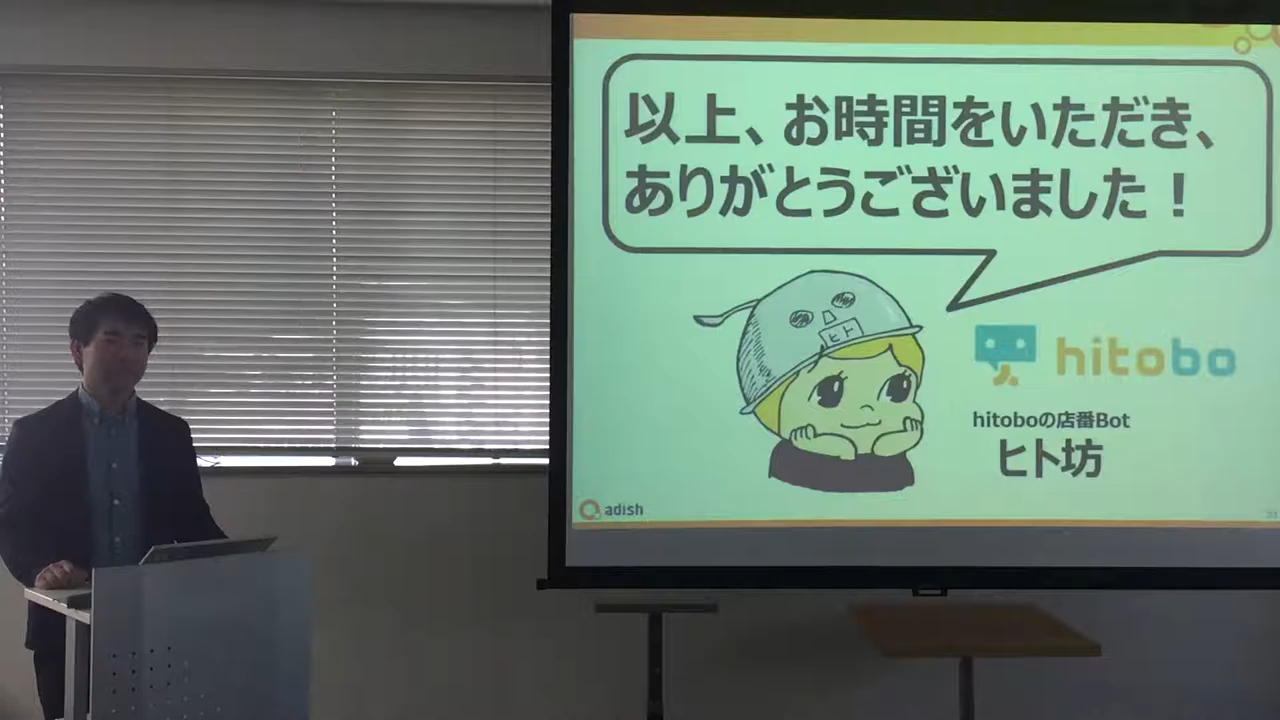 以上、お時間をいただき、
ありがとうございました！
ヒト
hitobo
hitoboの店番Bot
ヒト坊
adish